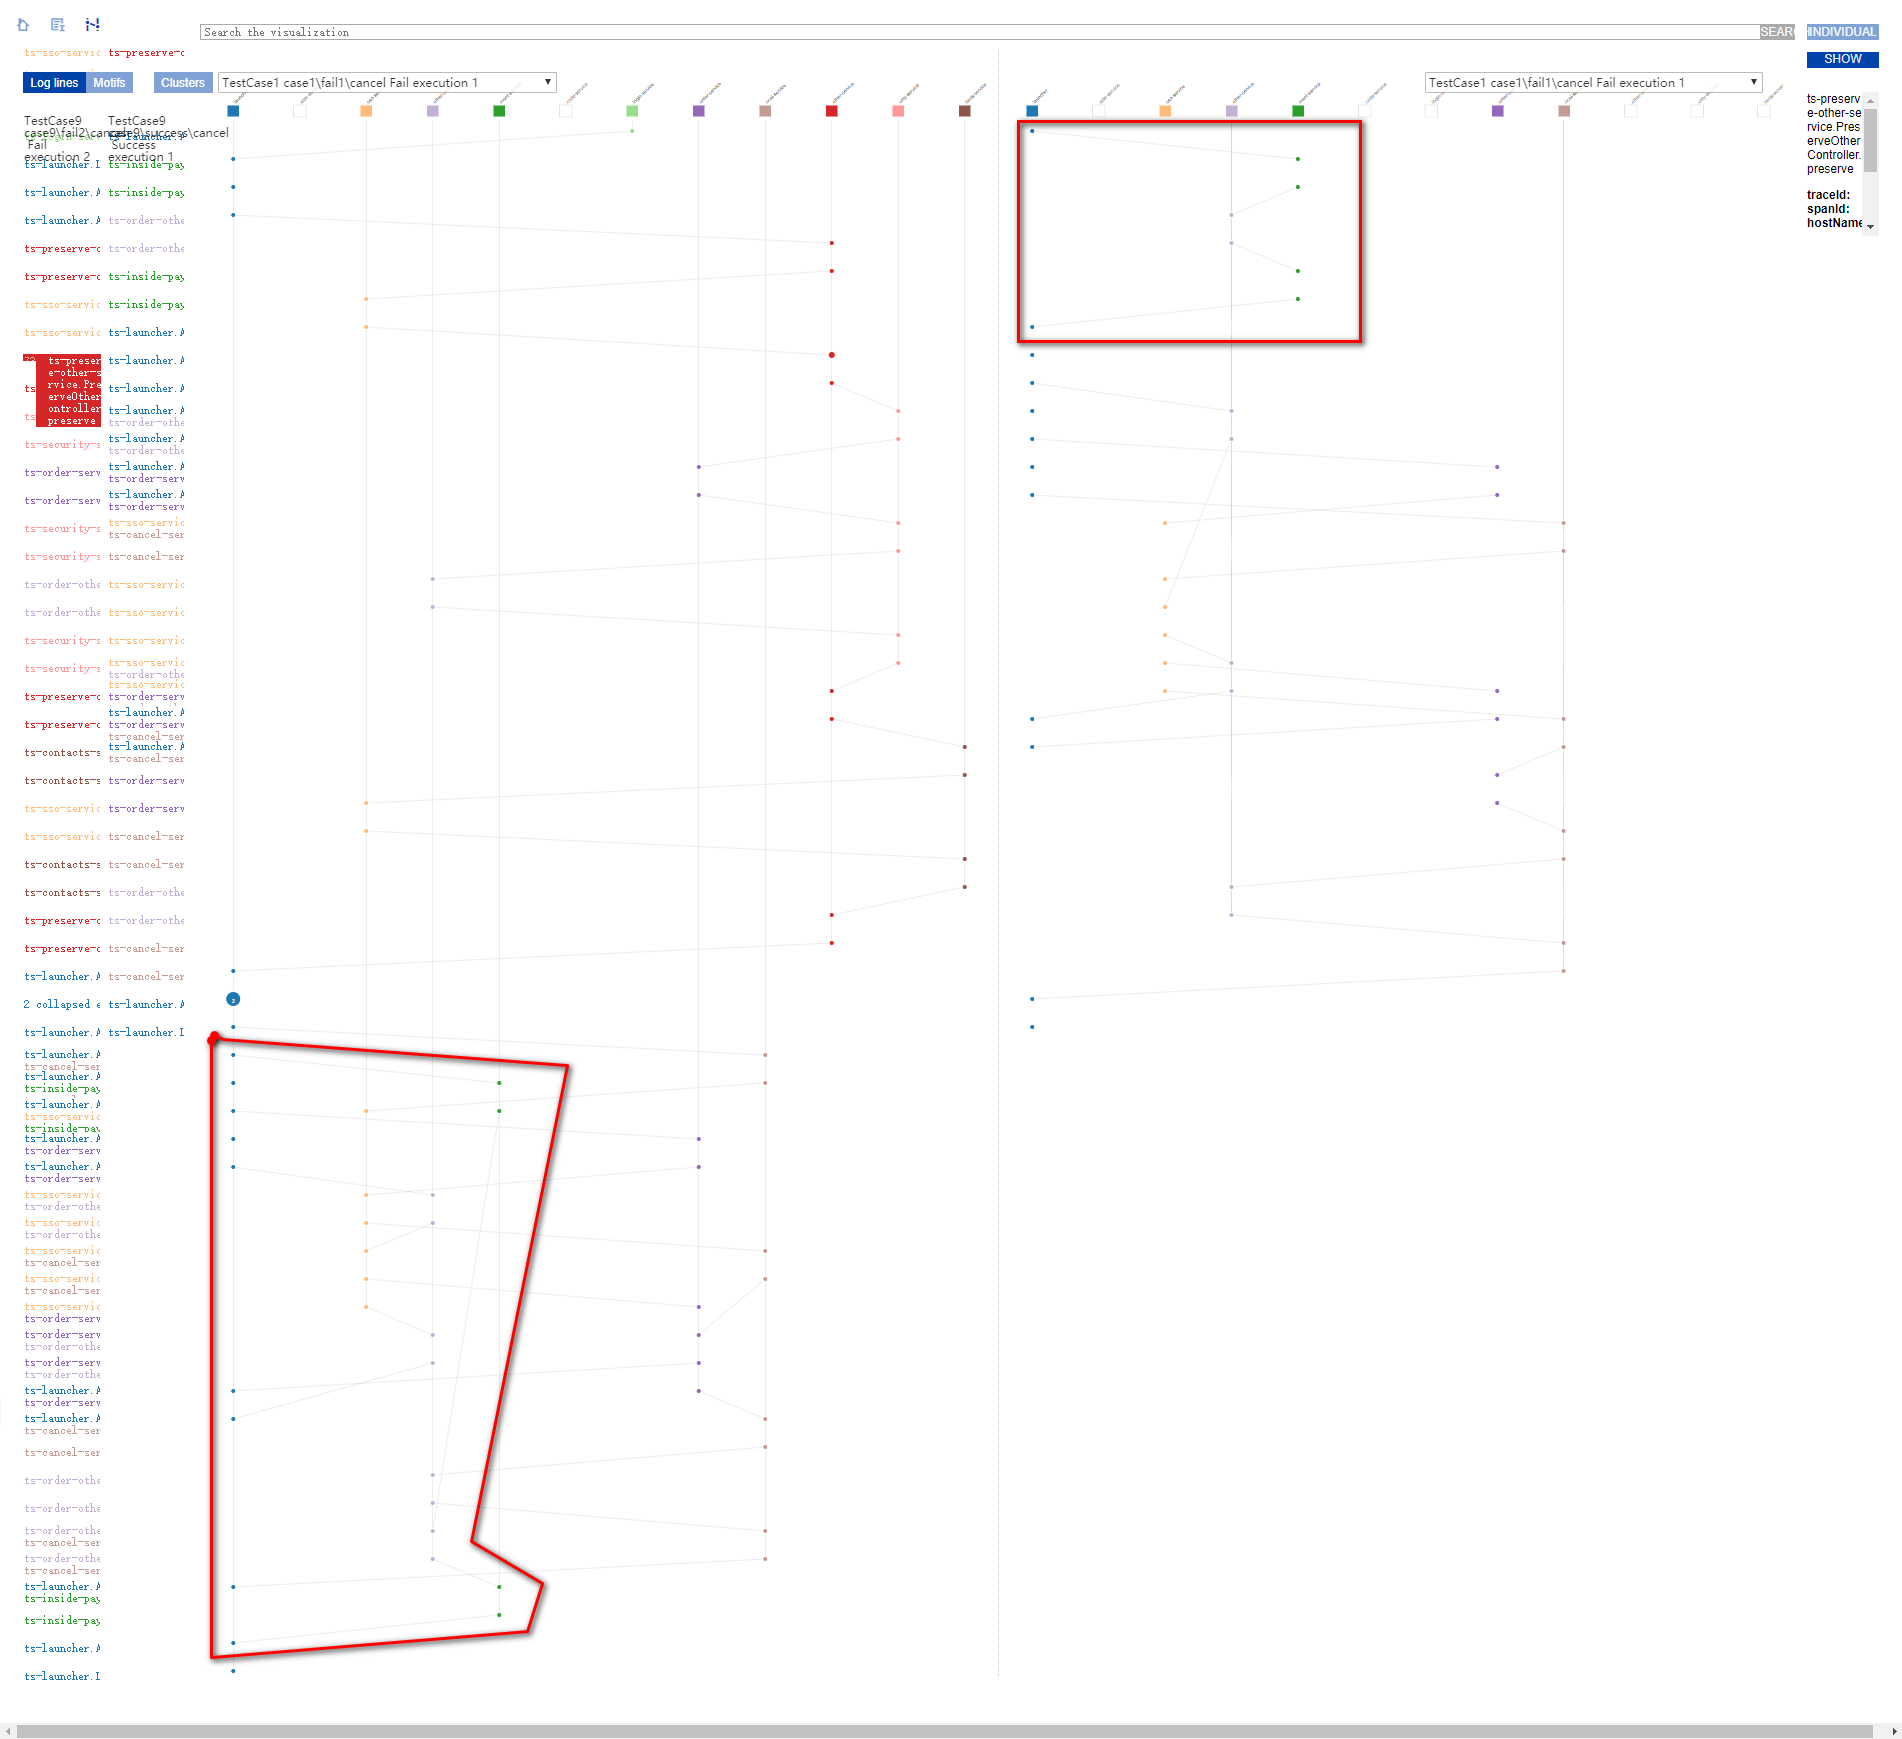 Search the visualization
SEAR
INDIVIDUAL
SHOW
ts-sso-servic
ts-preserve-c
Log lines
Motifs
Clusters
TestCase1 case1\fail1\cancel Fail execution 1
TestCase1 case1\fail1\cancel Fail execution 1
TestCase9
case9\fail2\cancel
Fail
execution 2
TestCase9
case9\success\cancel
Success
execution 1
ts-launcher.I
ts-inside-pay
ts-launcher.A
ts-inside-pay
ts-launcher.A
ts-order-othe
ts-preserve-c
ts-order-othe
ts-preserve-c
ts-inside-pay
ts-sso-servic
ts-inside-pay
ts-sso-servic
ts-launcher.A
ts-preser
e-other-s
rvice.Pre
erveOther
ontroller
preserve
ts-launcher.A
ts-launcher.A
ts-launcher.A
ts-order-othe
ts-security-s
ts-launcher.A
ts-order-othe
ts-order-serv
ts-launcher.A
ts-order-serv
ts-order-serv
ts-launcher.A
ts-order-serv
ts-security-s
ts-sso-servic
ts-cancel-ser
ts-security-s
ts-cancel-ser
ts-order-othe
ts-sso-servic
ts-order-othe
ts-sso-servic
ts-security-s
ts-sso-servic
ts-security-s
ts-sso-servic
ts-order-othe
ts-sso-servic
ts-preserve-c
ts-order-serv
ts-launcher.A
ts-preserve-c
ts-order-serv
ts-cancel-ser
ts-launcher.A
ts-contacts-s
ts-cancel-ser
ts-contacts-s
ts-order-serv
ts-sso-servic
ts-order-serv
ts-sso-servic
ts-cancel-ser
ts-contacts-s
ts-cancel-ser
ts-contacts-s
ts-order-othe
ts-preserve-c
ts-order-othe
ts-preserve-c
ts-cancel-ser
ts-launcher.A
ts-cancel-ser
2 collapsed e
ts-launcher.A
ts-launcher.A
ts-launcher.I
ts-launcher.A
ts-cancel-ser
ts-launcher.A
ts-inside-pay
ts-launcher.A
ts-sso-servic
ts-inside-pay
ts-launcher.A
ts-order-serv
ts-launcher.A
ts-order-serv
ts-sso-servic
ts-order-othe
ts-sso-servic
ts-order-othe
ts-sso-servic
ts-cancel-ser
ts-sso-servic
ts-cancel-ser
ts-sso-servic
ts-order-serv
ts-order-serv
ts-order-othe
ts-order-serv
ts-order-othe
ts-launcher.A
ts-order-serv
ts-launcher.A
ts-cancel-ser
ts-cancel-ser
ts-order-othe
ts-order-othe
ts-order-othe
ts-cancel-ser
ts-order-othe
ts-cancel-ser
ts-launcher.A
ts-inside-pay
ts-inside-pay
ts-launcher.A
ts-launcher.I
ts-preserv
e-other-se
rvice.Pres
erveOther
Controller.
preserve
traceId:
spanId:
hostName